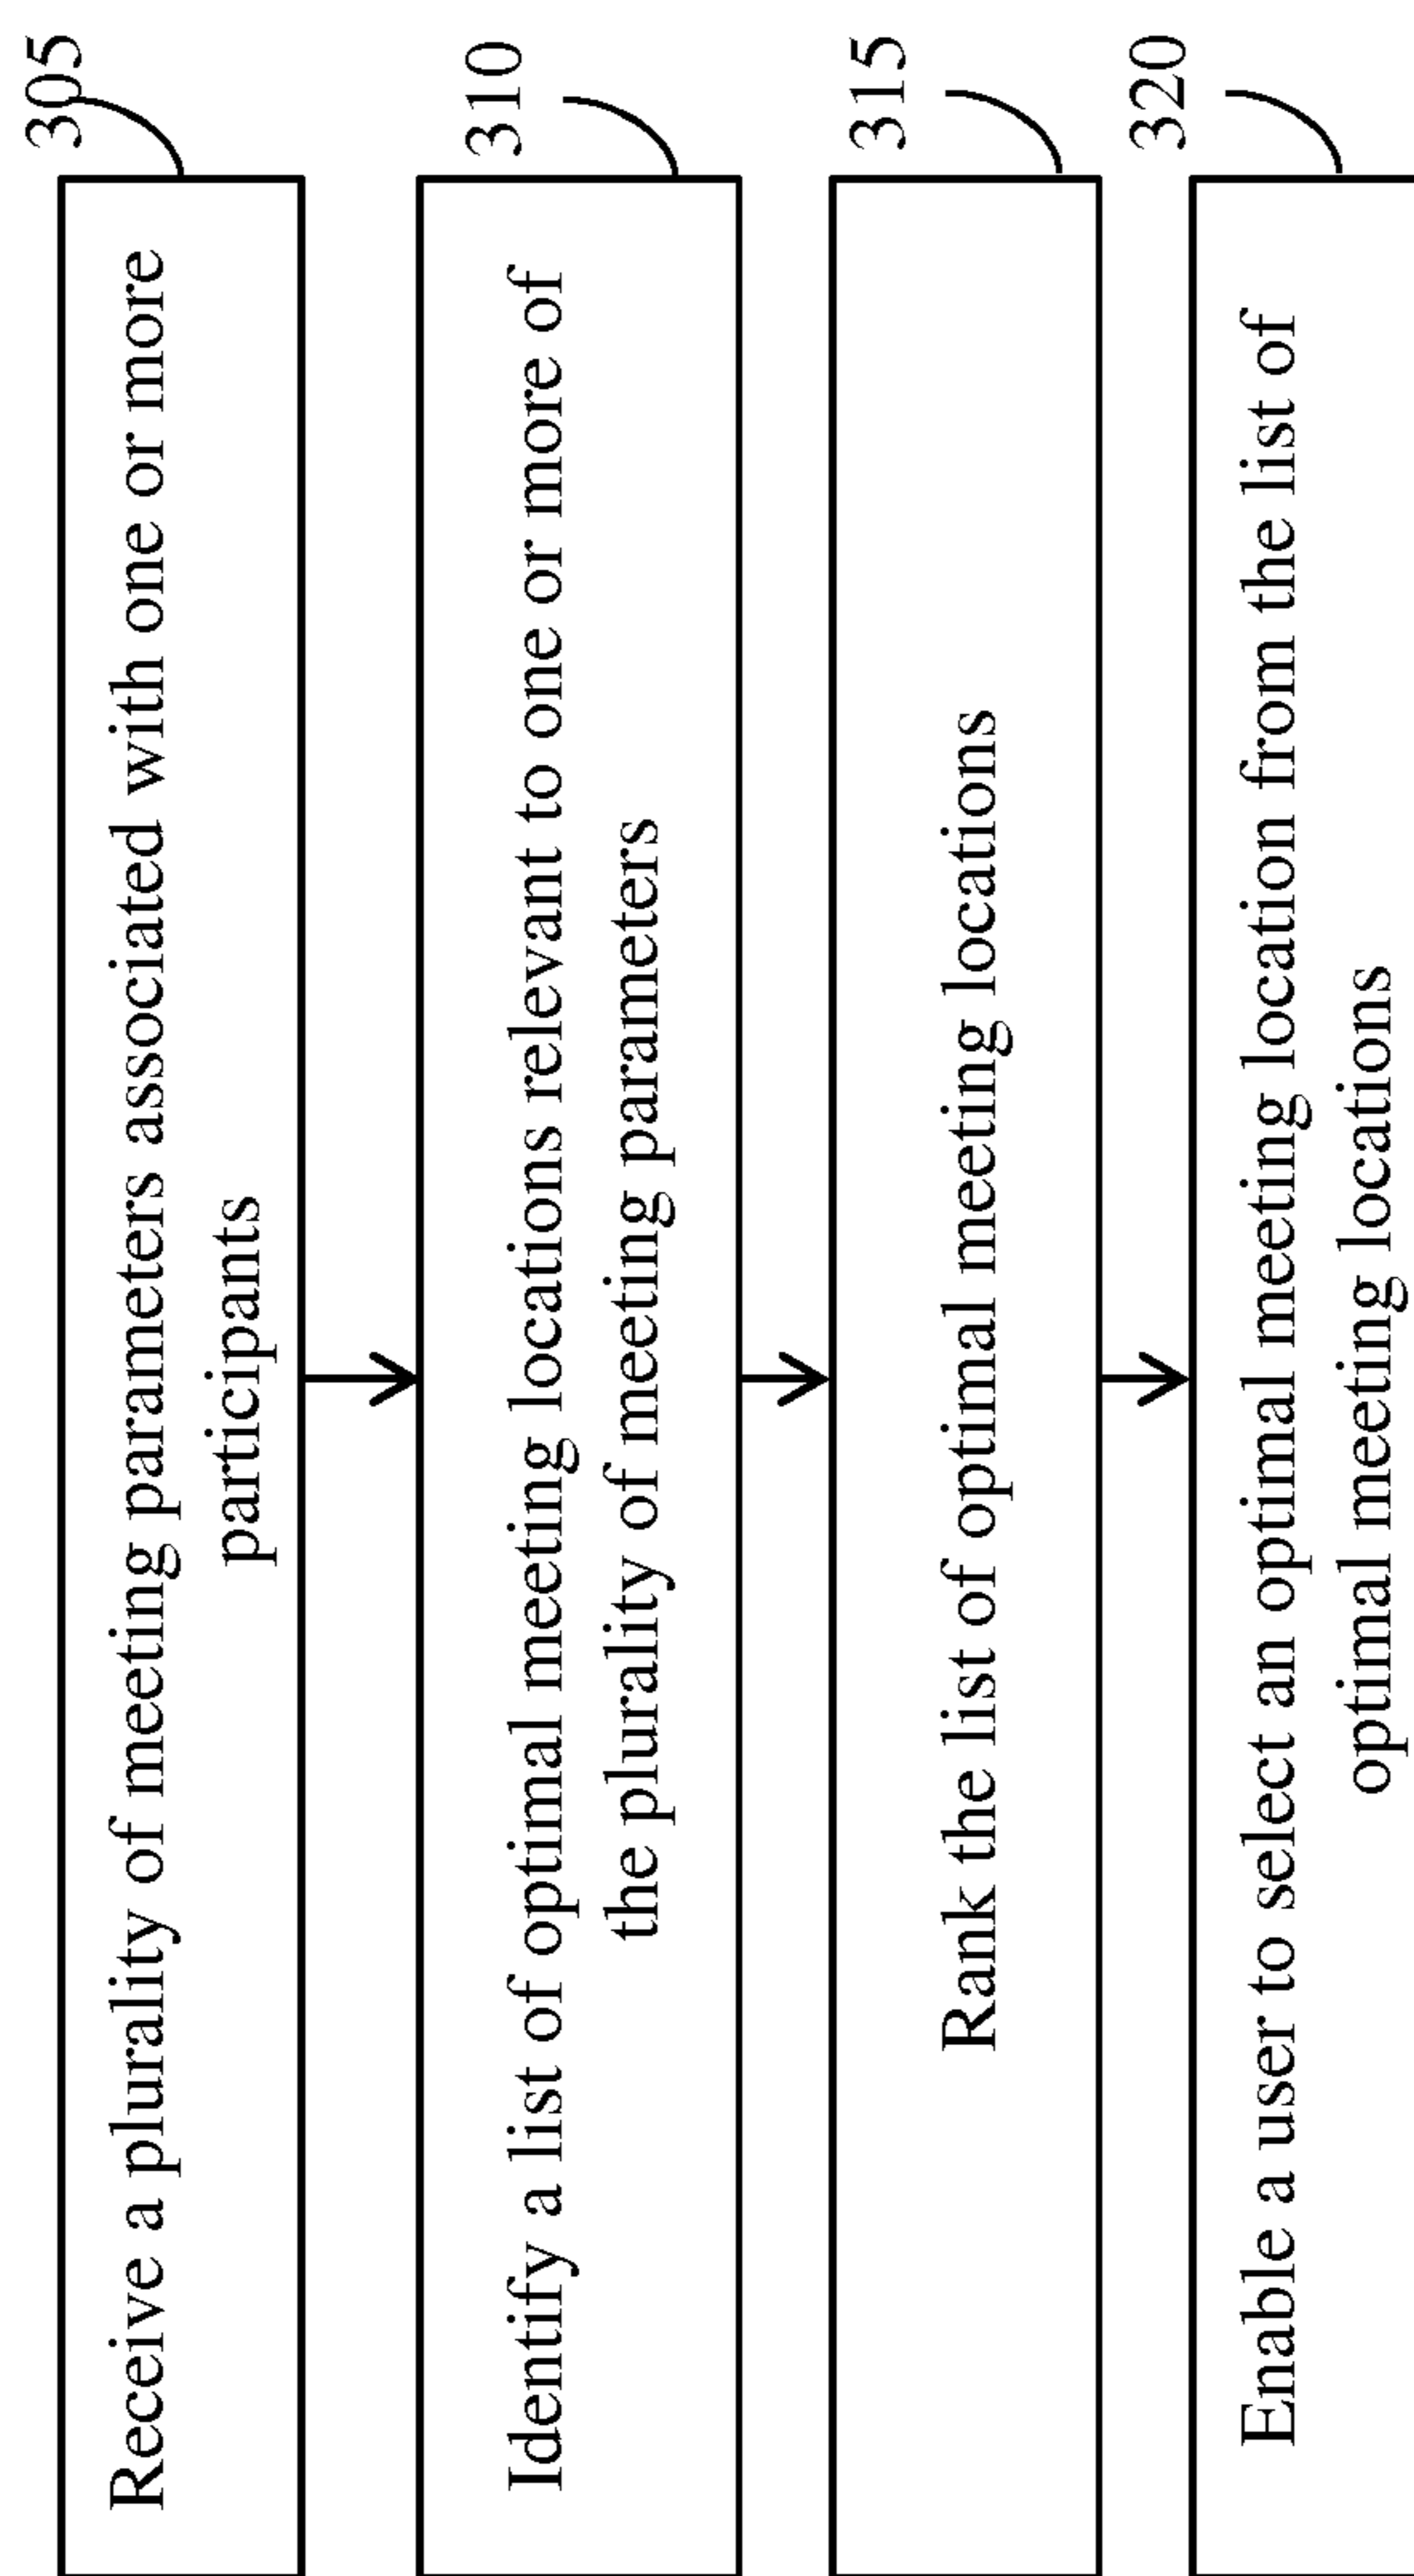 305
Receive a plurality of meeting parameters associated with one or more
participants
310
Identify a list of optimal meeting locations relevant to one or more of
the plurality of meeting parameters
315
Rank the list of optimal meeting locations
320
Enable a user to select an optimal meeting location from the list of
optimal meeting locations